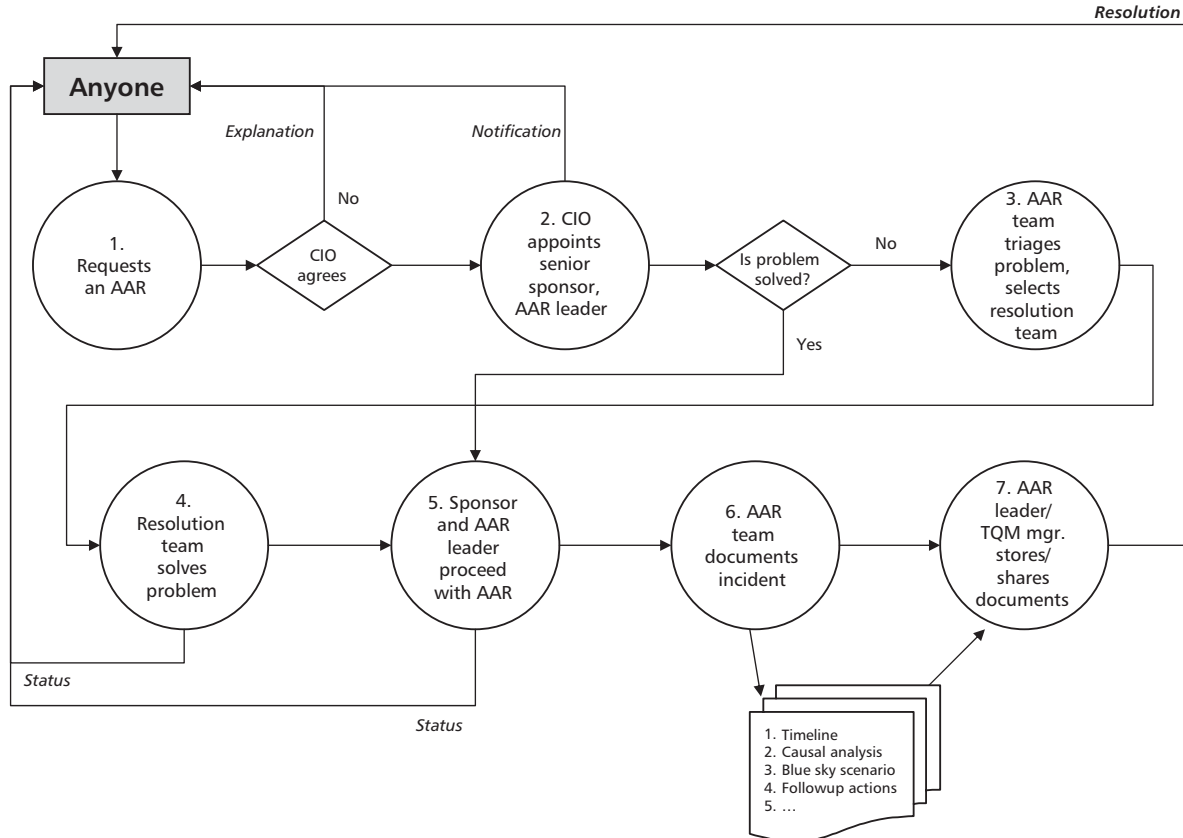 Resolution
Anyone
Explanation
Notification
No
1.
Requests
an AAR
CIO
agrees
2. CIO
appoints
senior
sponsor,
AAR leader
Is problem
solved?
No
Yes
3. AAR
team
triages
problem,
selects
resolution
team
4.
Resolution
team
solves
problem
5. Sponsor
and AAR
leader
proceed
with AAR
6. AAR
team
documents
incident
7. AAR
leader/
TQM mgr.
stores/
shares
documents
Status
Status
1. Timeline
2. Causal analysis
3. Blue sky scenario
4. Followup actions
5. ...